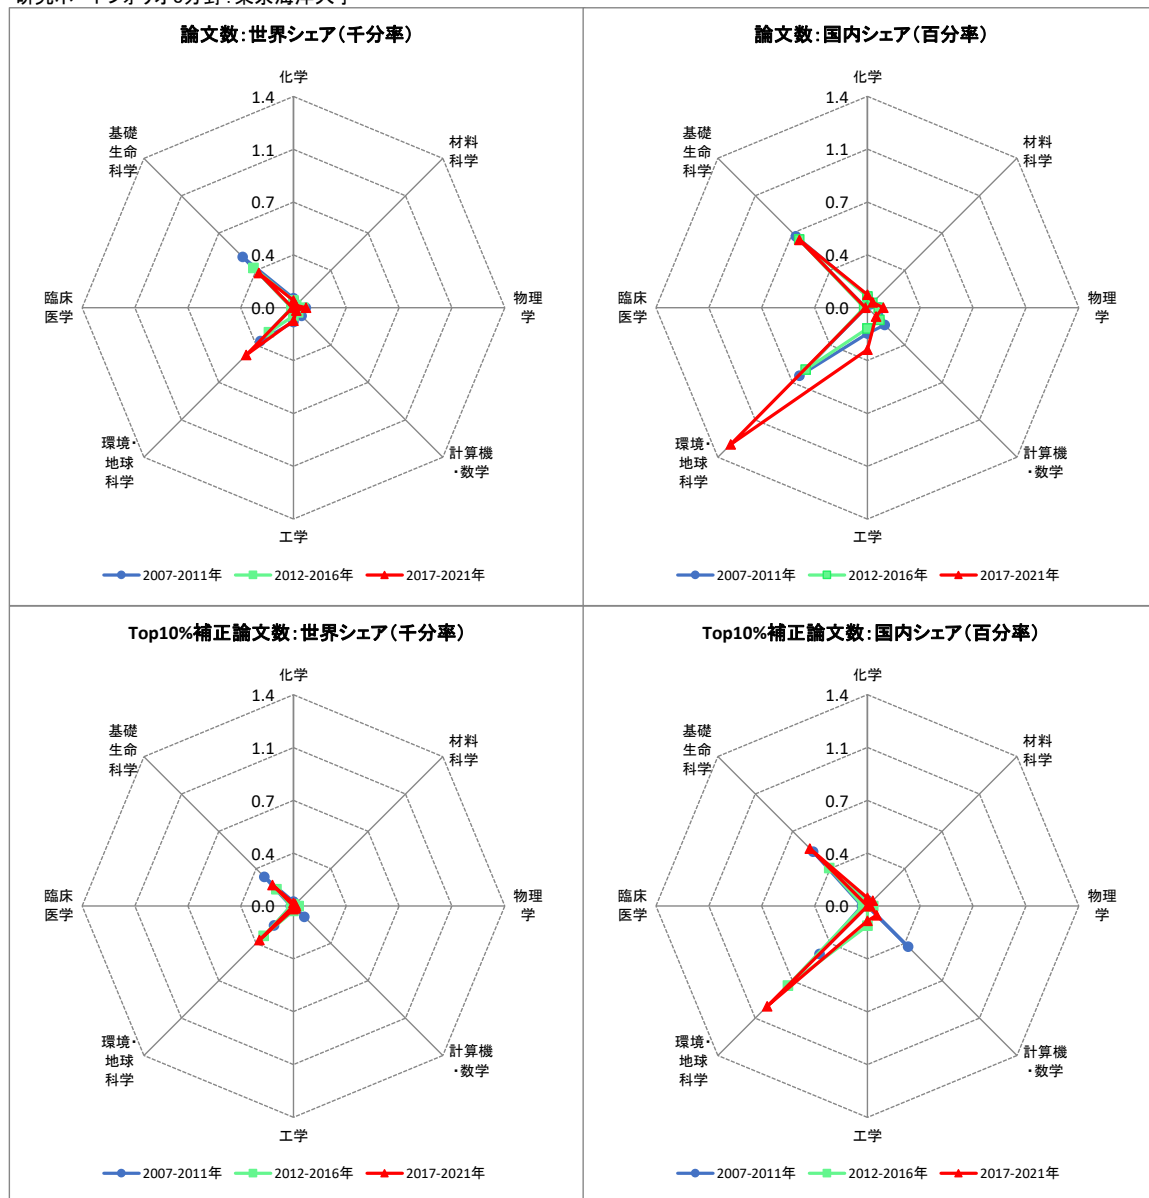 論文数：世界シェア（千分率）
化学
1.4
1.1
0.7
0.4
0.0
材料
科学
物理
学
計算機
・数学
工学
環境・
地球
科学
臨床
医学
基礎
生命
科学
2007-2011年
2012-2016年
2017-2021年
論文数：国内シェア（百分率）
化学
1.4
1.1
0.7
0.4
0.0
材料
科学
物理
学
計算機
・数学
工学
環境・
地球
科学
臨床
医学
基礎
生命
科学
2007-2011年
2012-2016年
2017-2021年
Top10%補正論文数：世界シェア（千分率）
化学
1.4
1.1
0.7
0.4
0.0
材料
科学
物理
学
計算機
・数学
工学
環境・
地球
科学
臨床
医学
基礎
生命
科学
2007-2011年
2012-2016年
2017-2021年
Top10%補正論文数：国内シェア（百分率）
化学
1.4
1.1
0.7
0.4
0.0
材料
科学
物理
学
計算機
・数学
工学
環境・
地球
科学
臨床
医学
基礎
生命
科学
2007-2011年
2012-2016年
2017-2021年